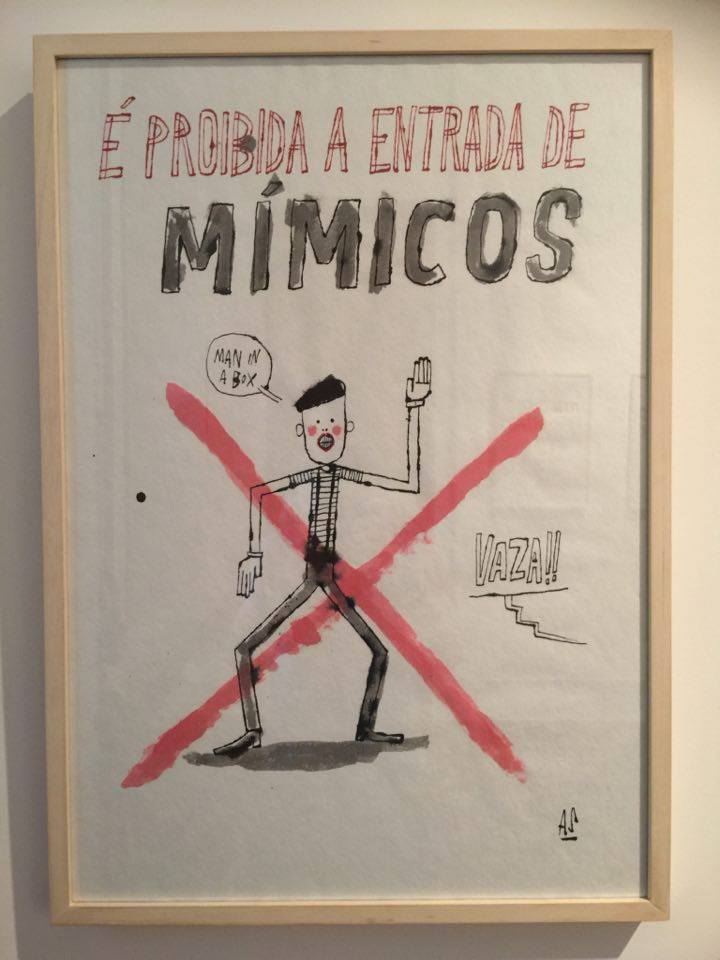 É PROIBIDA A ENTRADA DE
MÍMICOS
MAN IN
A BOX
VAZA!!
AS